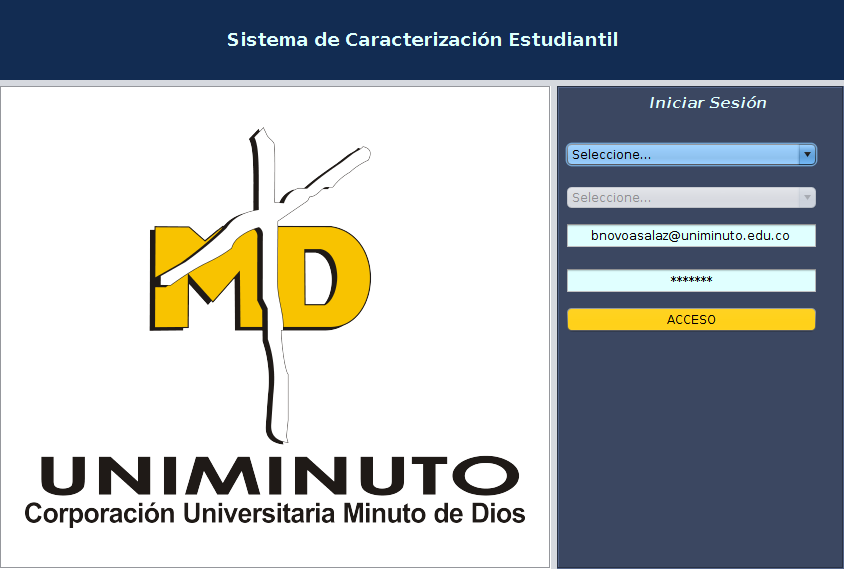 Sistema de Caracterización Estudiantil
MD
UNIMINUTO
Corporación Universitaria Minuto de Dios
Iniciar Sesión
Seleccione...
Seleccione...
bnovoasalaz@uniminuto.edu.co
*******
ACCESO